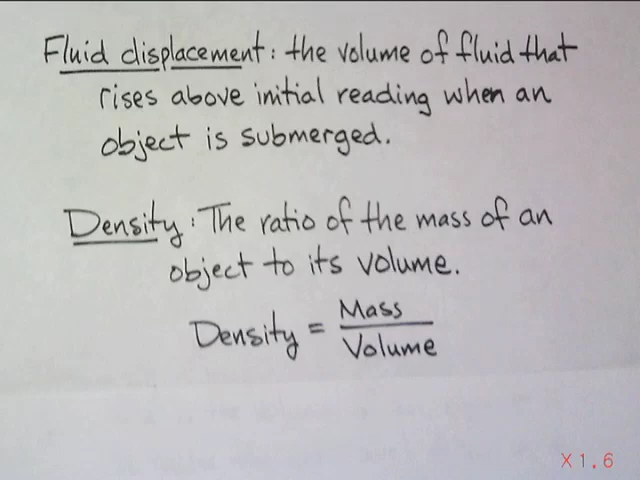 Fluid displacement: the volume of fluid that
rises above initial reading when an
object is submerged.
Density: The ratio of the mass of an
object to its volume.
Density = Mass
Volume
X1.6